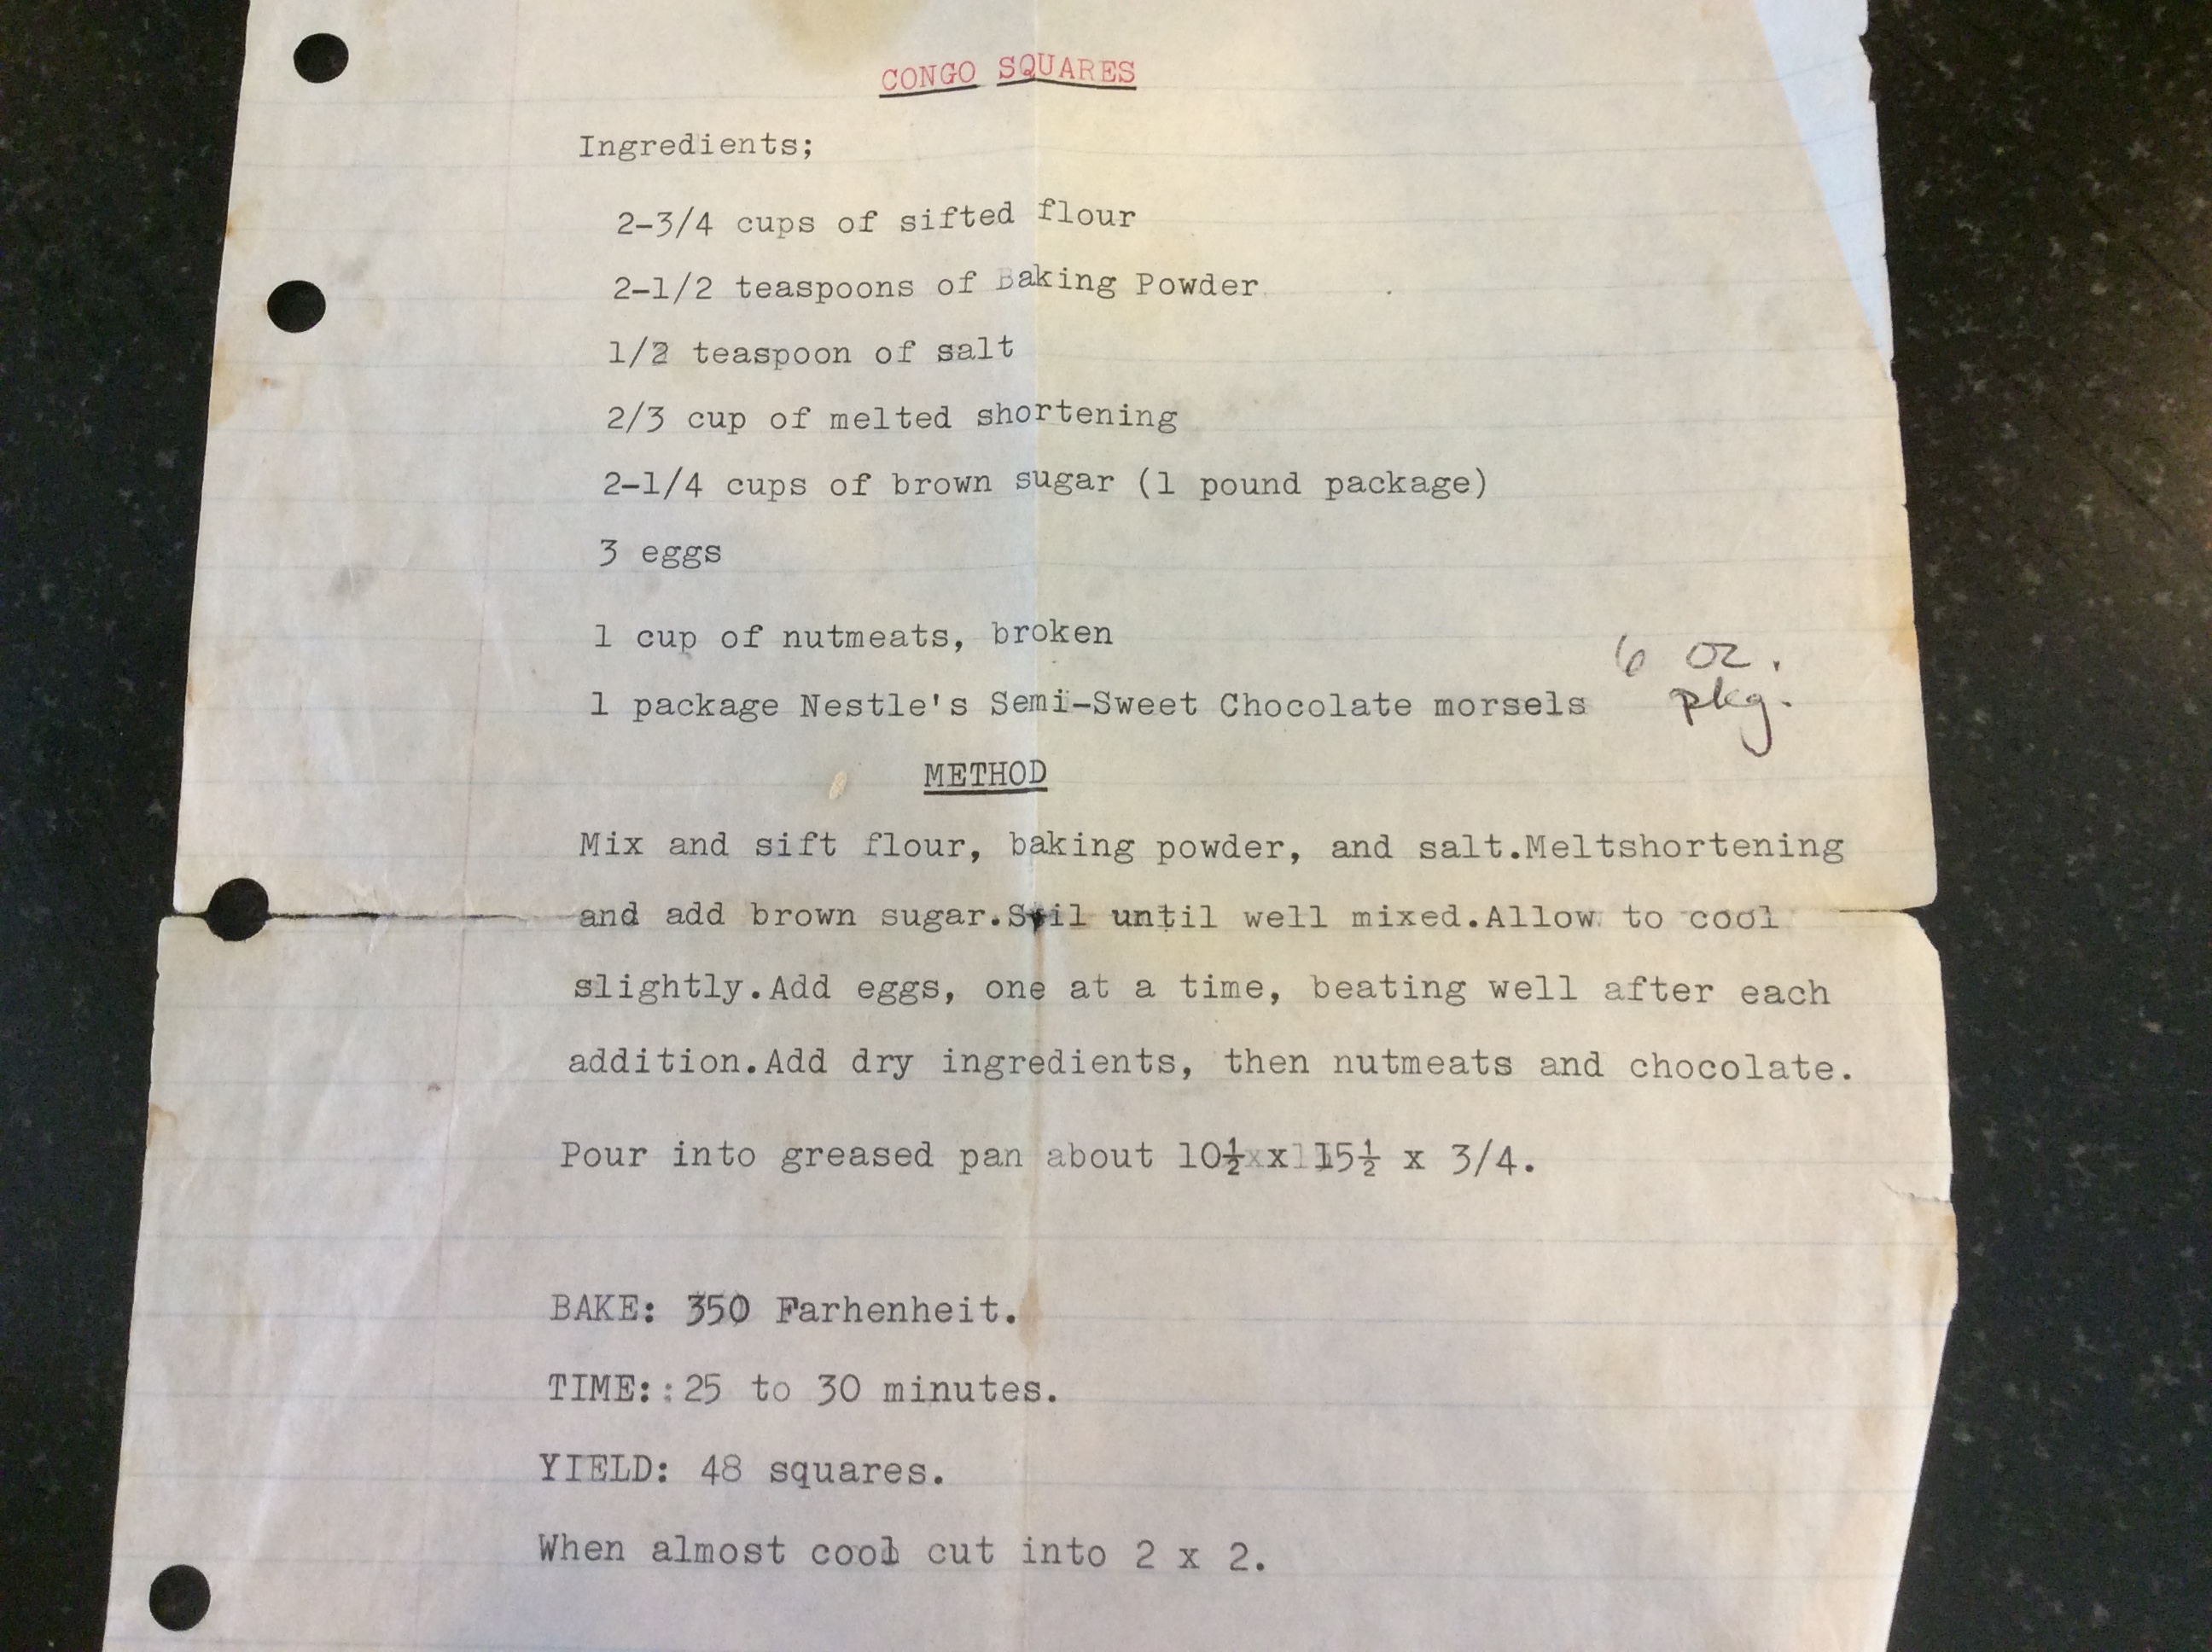 CONGO SQUARES
Ingredients;
2-3/4 cups of sifted flour
2-1/2 teaspoons of Baking Powder
1/2 teaspoon of salt
2/3 cup of melted shortening
2-1/4 cups of brown sugar (1 pound package)
3 eggs
1 cup of nutmeats, broken
1 package Nestle's Semi-Sweet Chocolate morsels
6 oz.
pkg.
METHOD
Mix and sift flour, baking powder, and salt.Meltshortening
and add brown sugar. until well mixed.Allow to cool
slightly.Add eggs, one at a time, beating well after each
addition.Add dry ingredients, then nutmeats and chocolate.
Pour into greased pan about 10½ x 15½ x 3/4.
BAKE: 350 Farhenheit.
TIME::25 to 30 minutes.
YIELD: 48 squares.
When almost cool cut into 2 x 2.